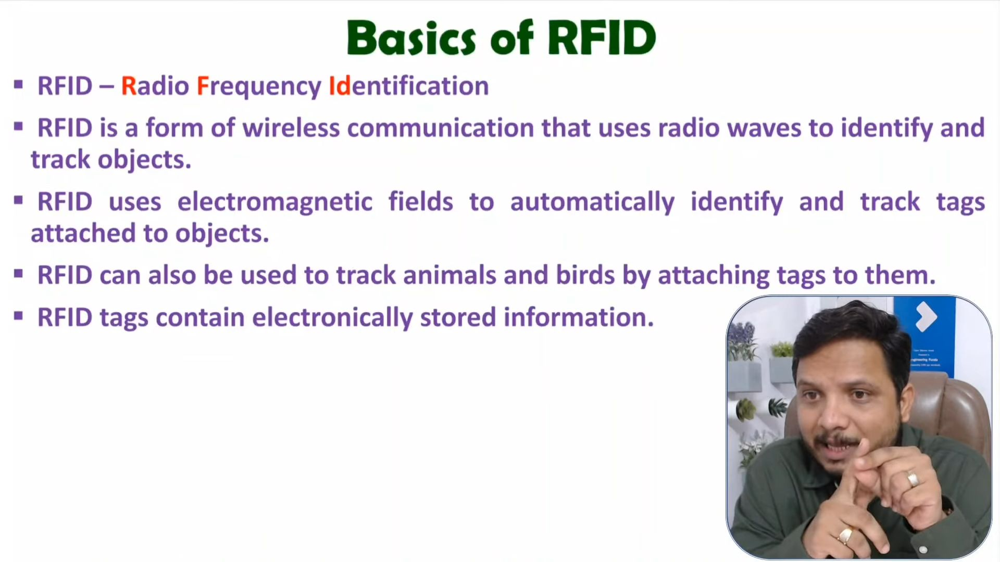 Basics of RFID
▪ RFID – Radio Frequency Identification
▪ RFID is a form of wireless communication that uses radio waves to identify and
track objects.
▪ RFID uses electromagnetic fields to automatically identify and track tags
attached to objects.
▪ RFID can also be used to track animals and birds by attaching tags to them.
▪ RFID tags contain electronically stored information.